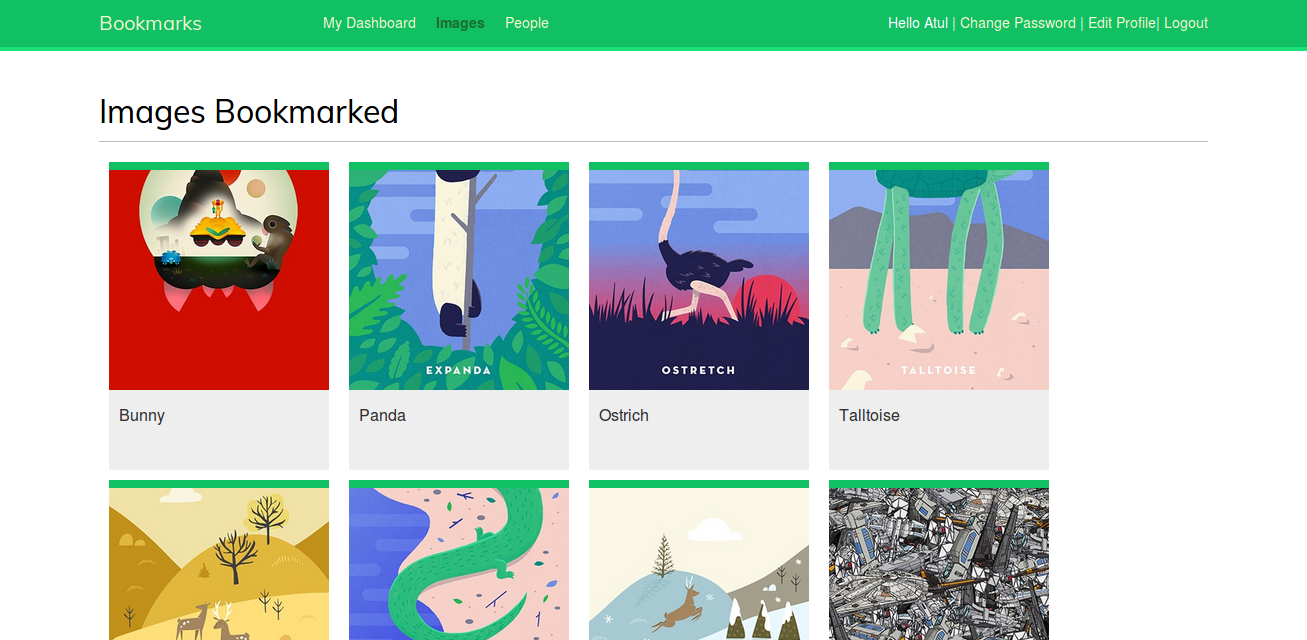 Bookmarks My Dashboard Images People Hello Atul | Change Password | Edit Profile| Logout
Images Bookmarked
EXPANDA OSTRETCH TALLTOISE
Bunny Panda Ostrich Talltoise